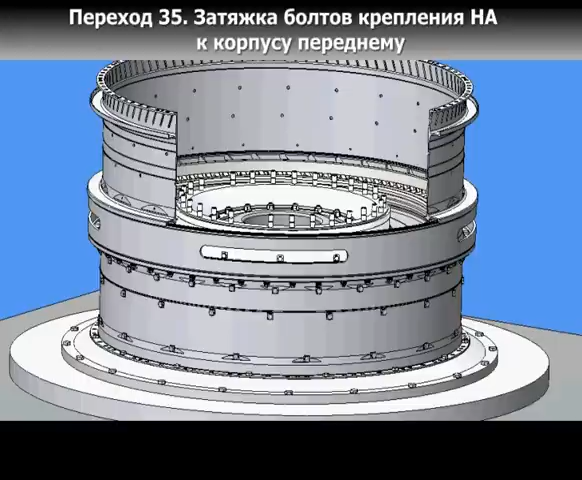 Переход 35. Затяжка болтов крепления НА
к корпусу переднему